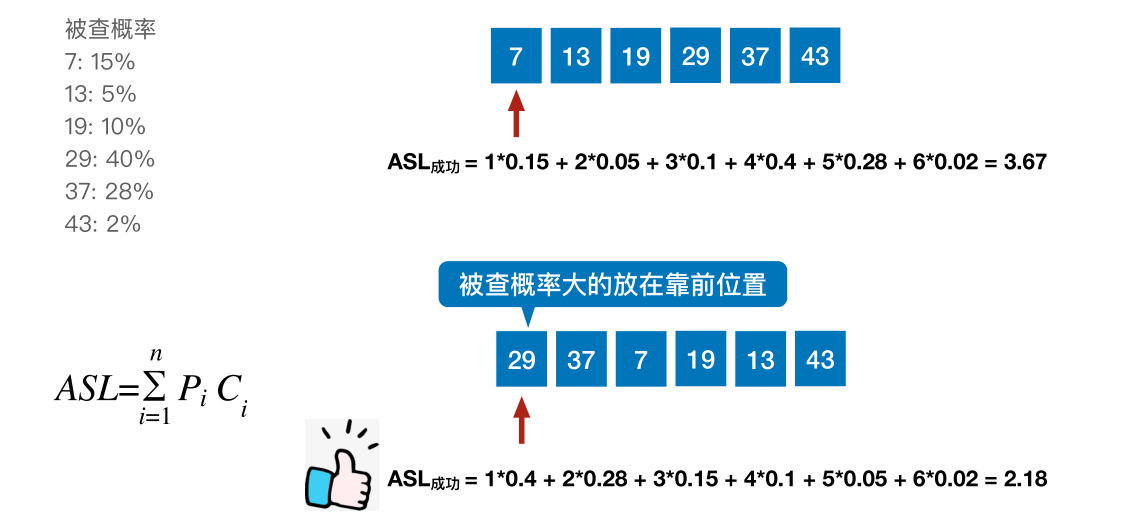 被查概率
7: 15%
13: 5%
19: 10%
29: 40%
37: 28%
43: 2%
7 13 19 29 37 43
ASL成功 = 1*0.15 + 2*0.05 + 3*0.1 + 4*0.4 + 5*0.28 + 6*0.02 = 3.67
被查概率大的放在靠前位置
29 37 7 19 13 43
ASL=∑ⁿᵢ₌₁ Pᵢ Cᵢ
ASL成功 = 1*0.4 + 2*0.28 + 3*0.15 + 4*0.1 + 5*0.05 + 6*0.02 = 2.18